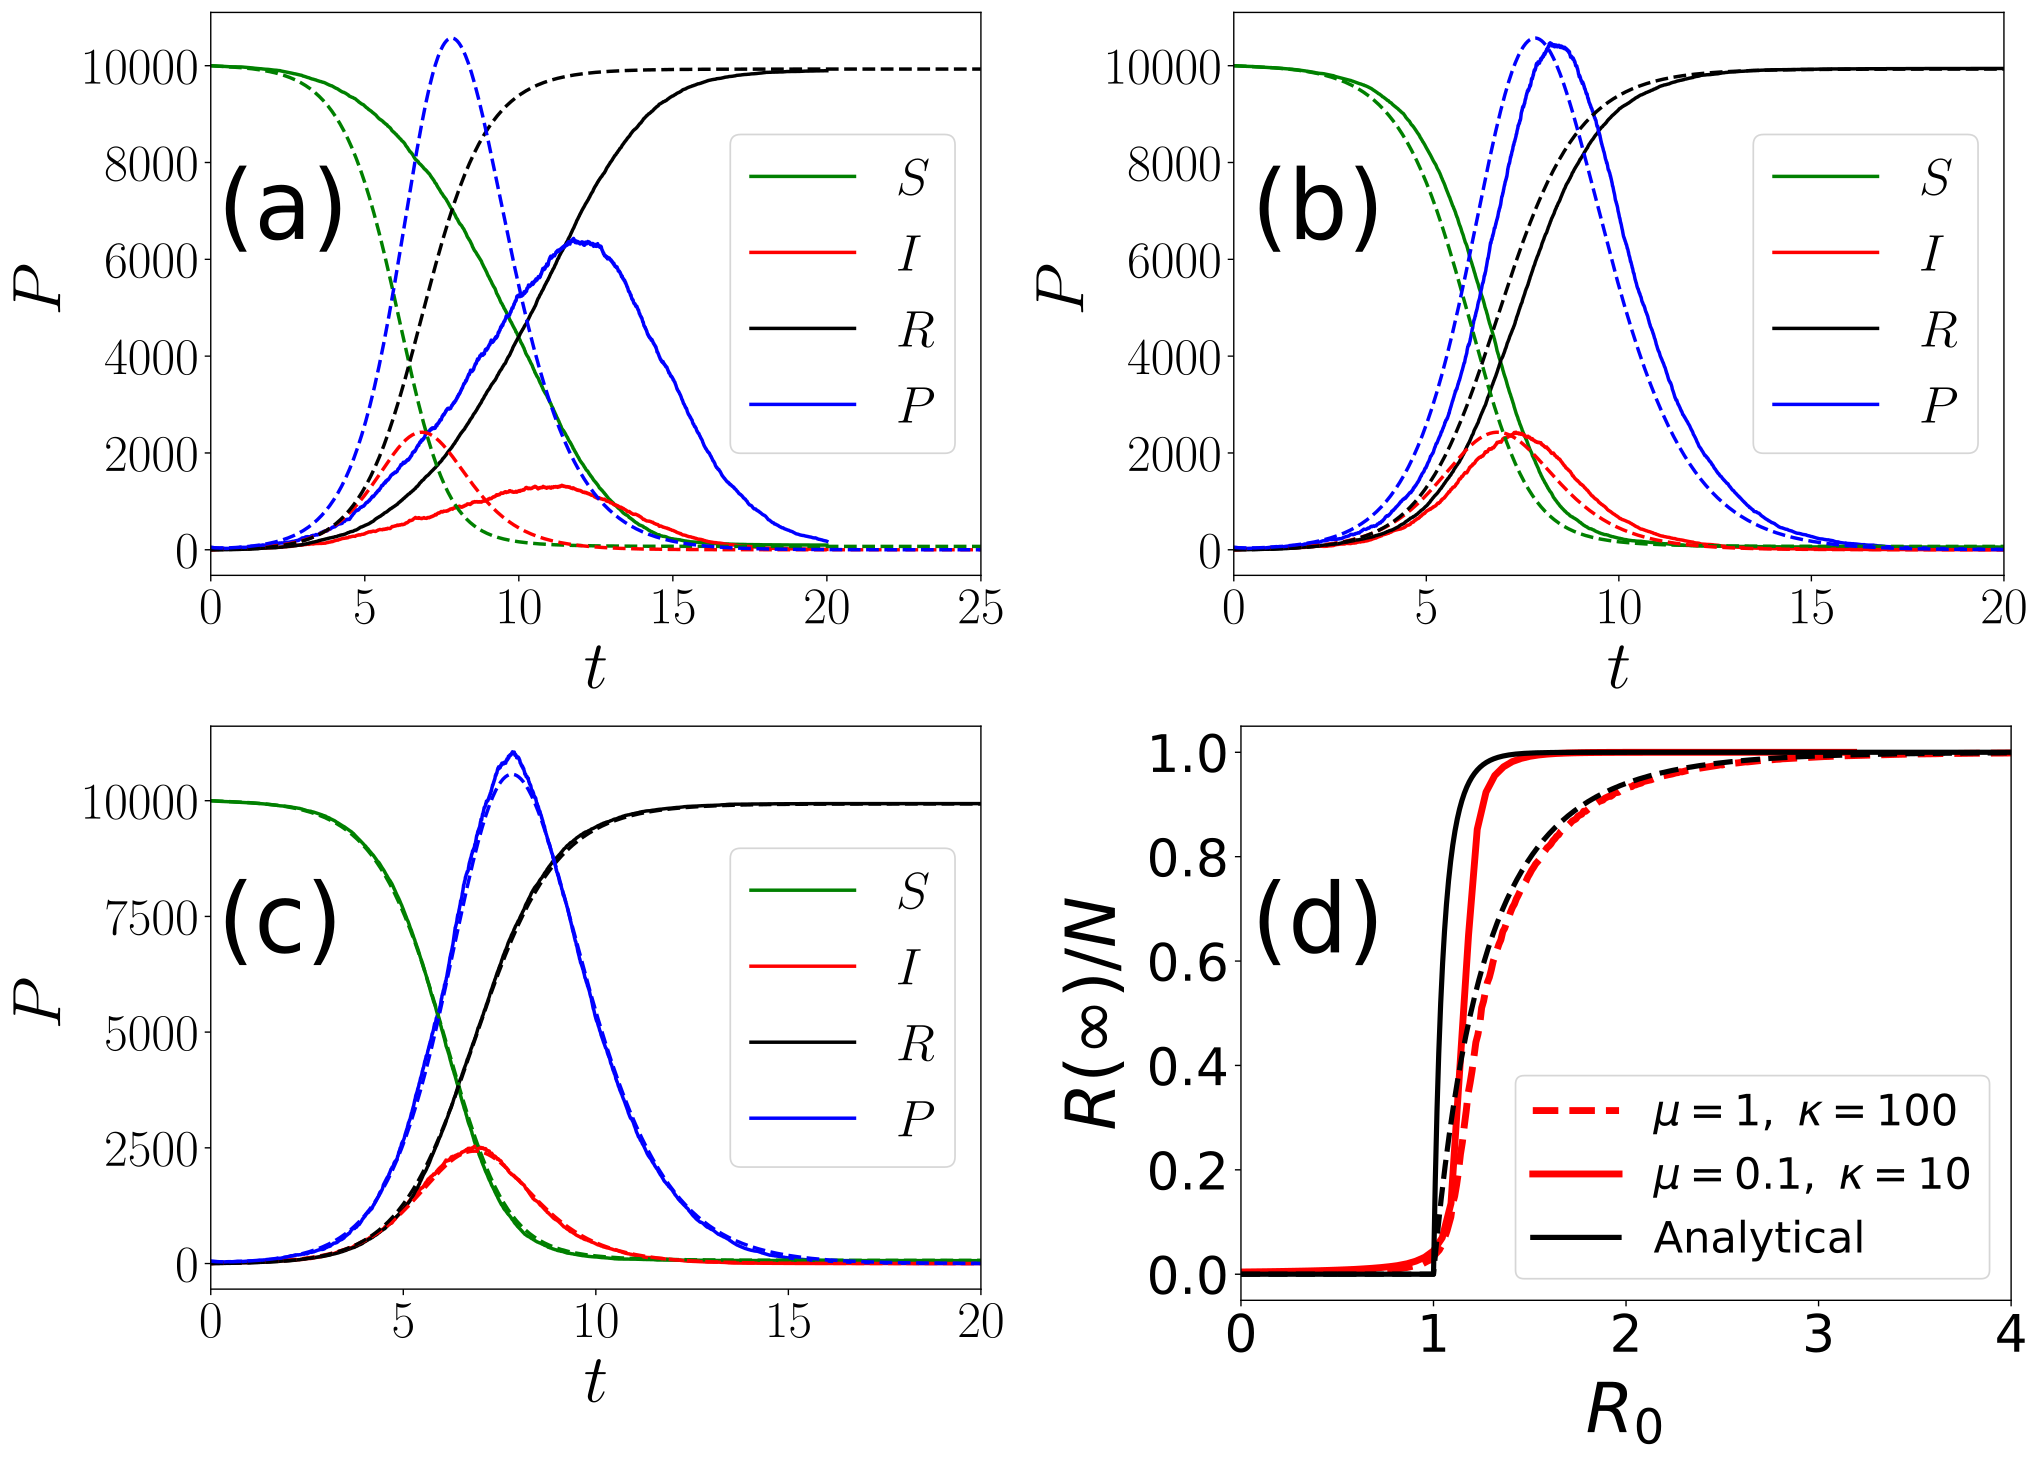 10000
8000
6000
4000
2000
0
P
(a)
S
I
R
P
0 5 10 15 20 25
t
10000
8000
6000
4000
2000
0
P
(b)
S
I
R
P
0 5 10 15 20
t
10000
7500
5000
2500
0
P
(c)
S
I
R
P
0 5 10 15 20
t
1.0
0.8
0.6
0.4
0.2
0.0
R(∞)/N
(d)
μ = 1, κ = 100
μ = 0.1, κ = 10
Analytical
0 1 2 3 4
R₀